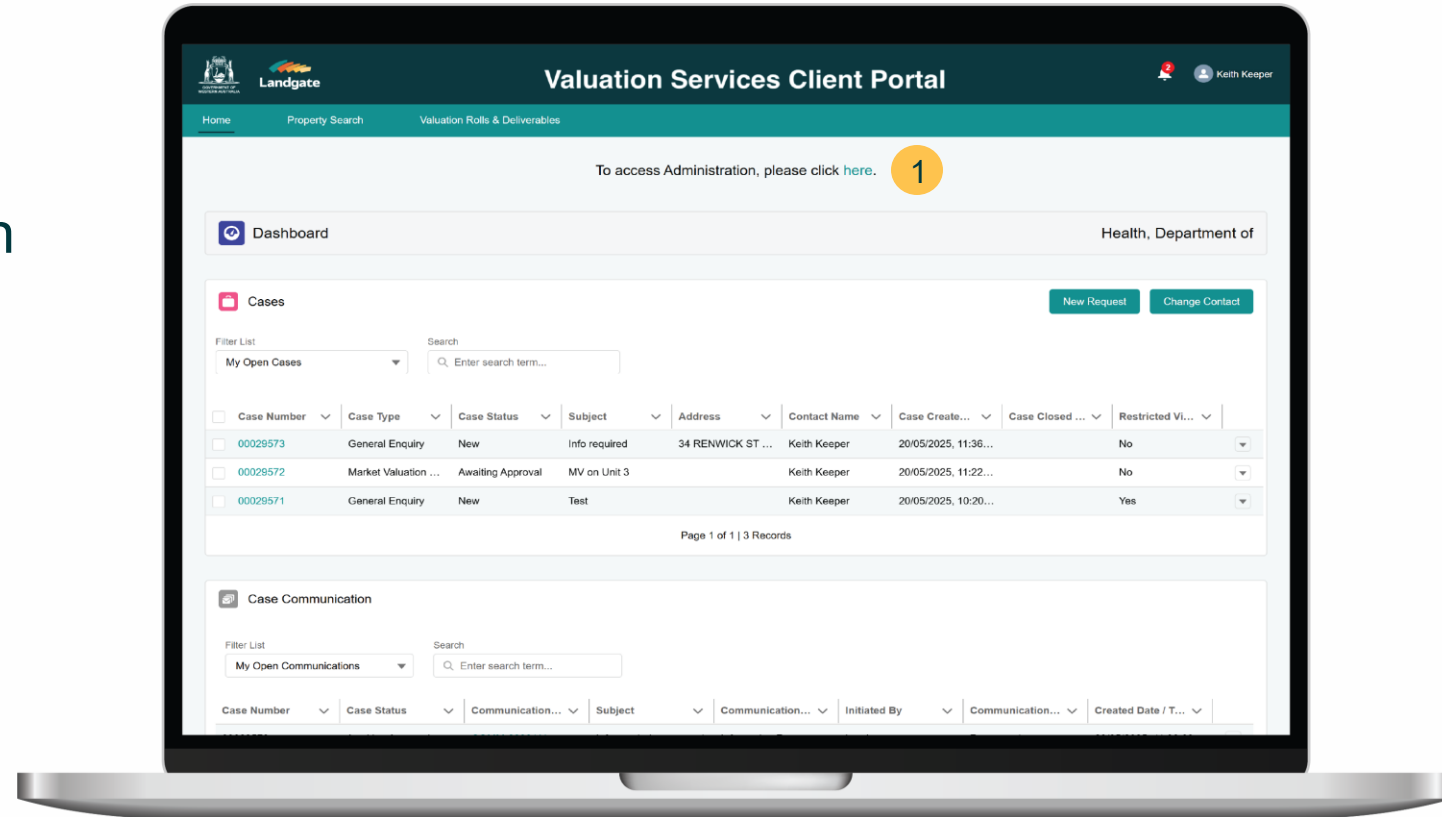 GOVERNMENT OF
WESTERN AUSTRALIA
Landgate
Valuation Services Client Portal
2
Keith Keeper
Home Property Search Valuation Rolls & Deliverables
To access Administration, please click here.
1
n
Dashboard
Health, Department of
Cases
New Request Change Contact
Filter List Search
My Open Cases Enter search term...
Case Number Case Type Case Status Subject Address Contact Name Case Create... Case Closed ... Restricted Vi...
00029573 General Enquiry New Info required 34 RENWICK ST ... Keith Keeper 20/05/2025, 11:36... No
00029572 Market Valuation ... Awaiting Approval MV on Unit 3 Keith Keeper 20/05/2025, 11:22... No
00029571 General Enquiry New Test Keith Keeper 20/05/2025, 10:20... Yes
Page 1 of 1 | 3 Records
Case Communication
Filter List Search
My Open Communications Enter search term...
Case Number Case Status Communication... Subject Communication... Initiated By Communication... Created Date / T...